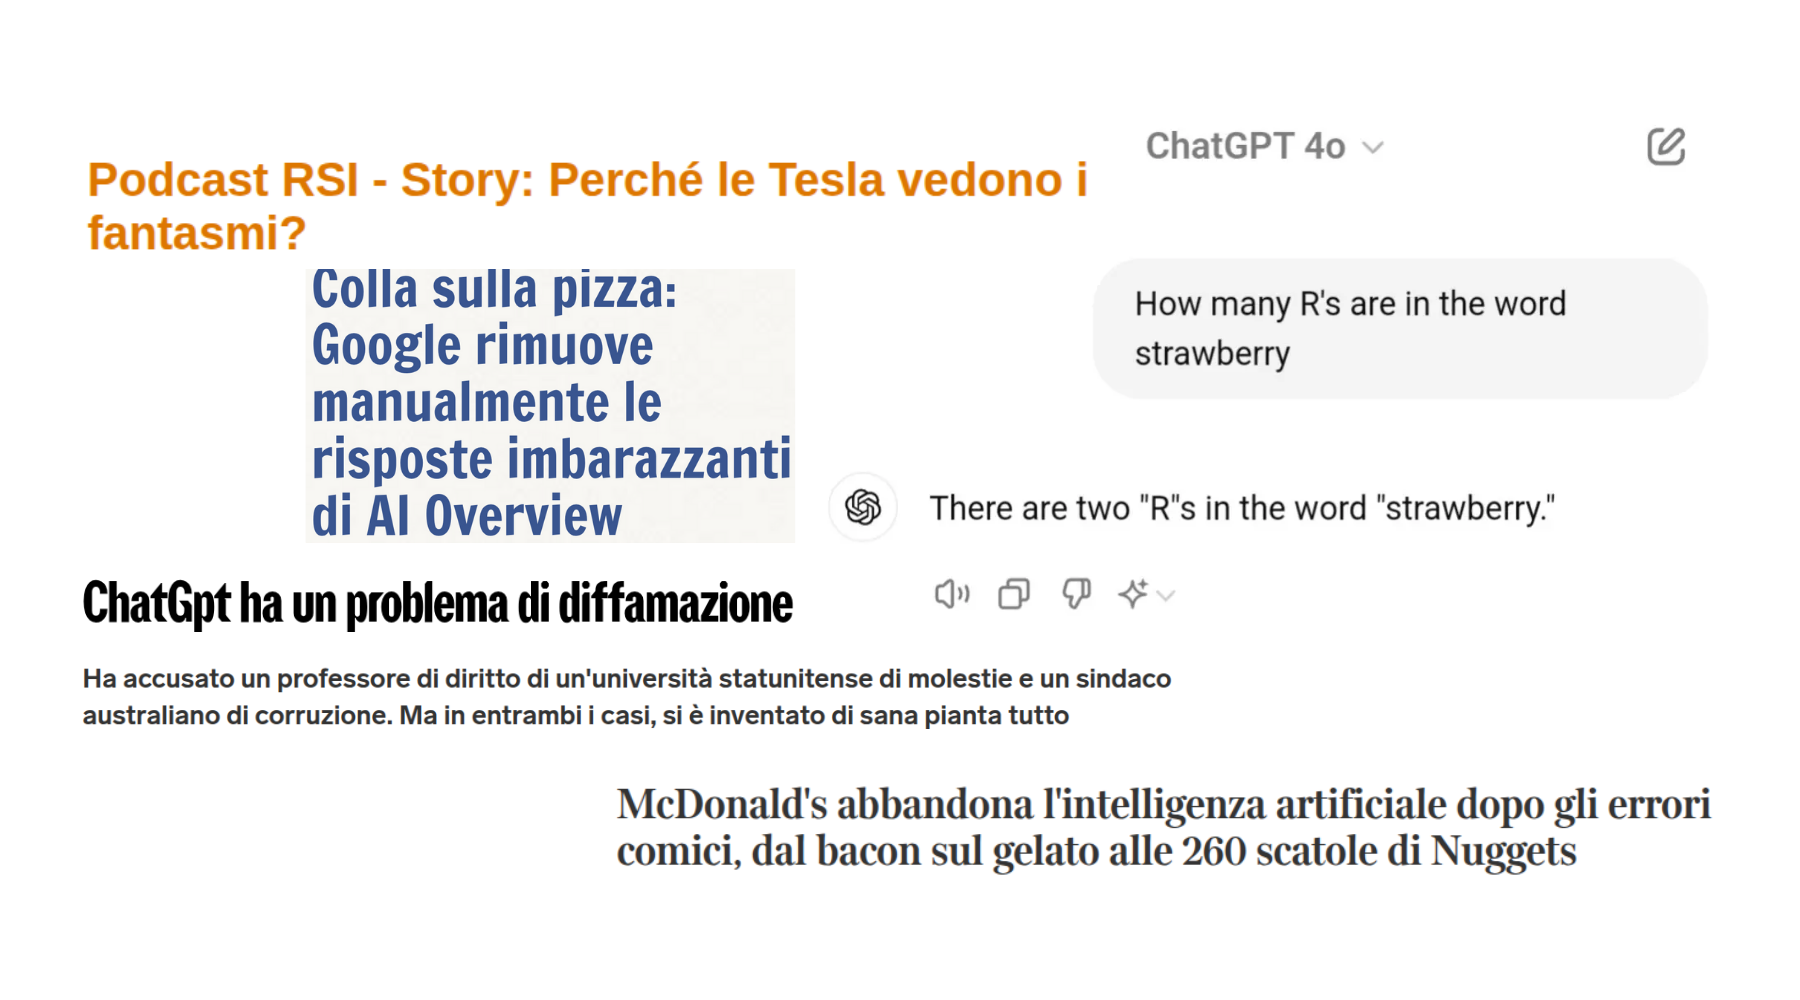 Podcast RSI - Story: Perché le Tesla vedono i
fantasmi?
Colla sulla pizza:
Google rimuove
manualmente le
risposte imbarazzanti
di AI Overview
ChatGPT 4o
How many R's are in the word
strawberry
There are two "R"s in the word "strawberry."
ChatGpt ha un problema di diffamazione
Ha accusato un professore di diritto di un'università statunitense di molestie e un sindaco
australiano di corruzione. Ma in entrambi i casi, si è inventato di sana pianta tutto
McDonald's abbandona l'intelligenza artificiale dopo gli errori
comici, dal bacon sul gelato alle 260 scatole di Nuggets